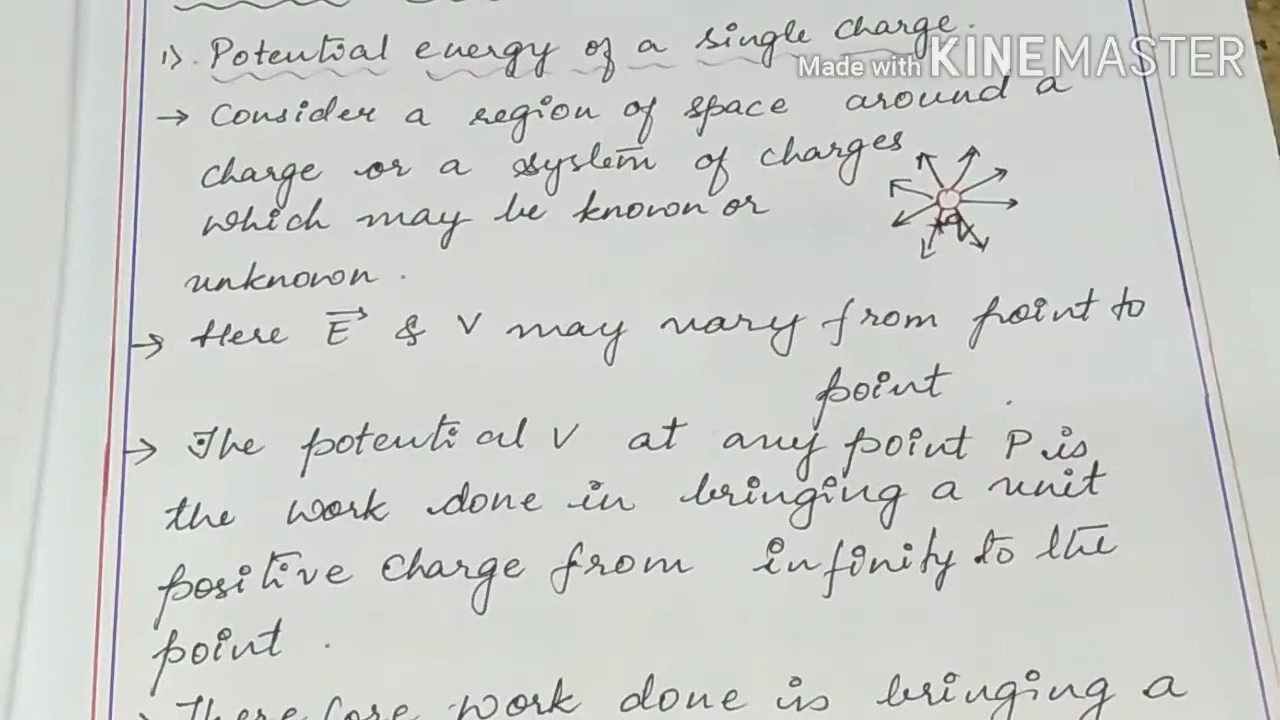 1). Potential energy of a single charge.
Made with KINEMASTER
→ Consider a region of space around a
charge or a system of charges
which may be known or
unknown.
→ Here E⃗ & V may vary from point to
point
→ The potential V at any point P is
the work done in bringing a unit
positive charge from infinity to the
point.
Therefore work done is bringing a